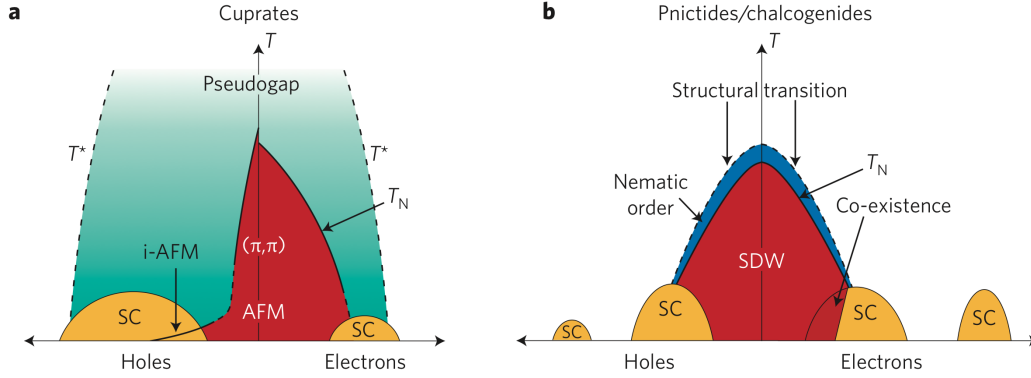 a
Cuprates
T
Pseudogap
T*
T*
T_N
i-AFM
(π,π)
SC
AFM
SC
Holes
Electrons
b
Pnictides/chalcogenides
T
Structural transition
T_N
Nematic
order
Co-existence
SDW
SC
SC
SC
SC
Holes
Electrons